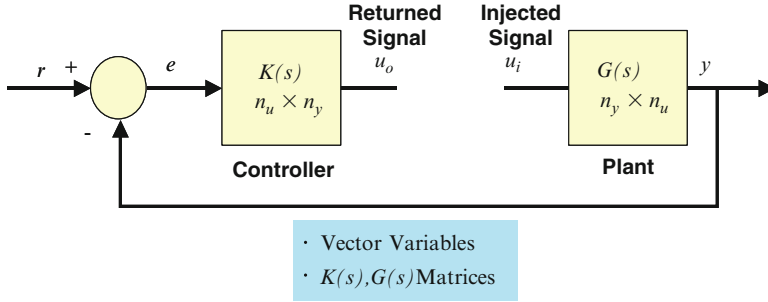 Returned
Signal
Injected
Signal
r
+
e
K(s)
n_u × n_y
u_o
u_i
G(s)
n_y × n_u
y
-
Controller
Plant
· Vector Variables
· K(s),G(s)Matrices